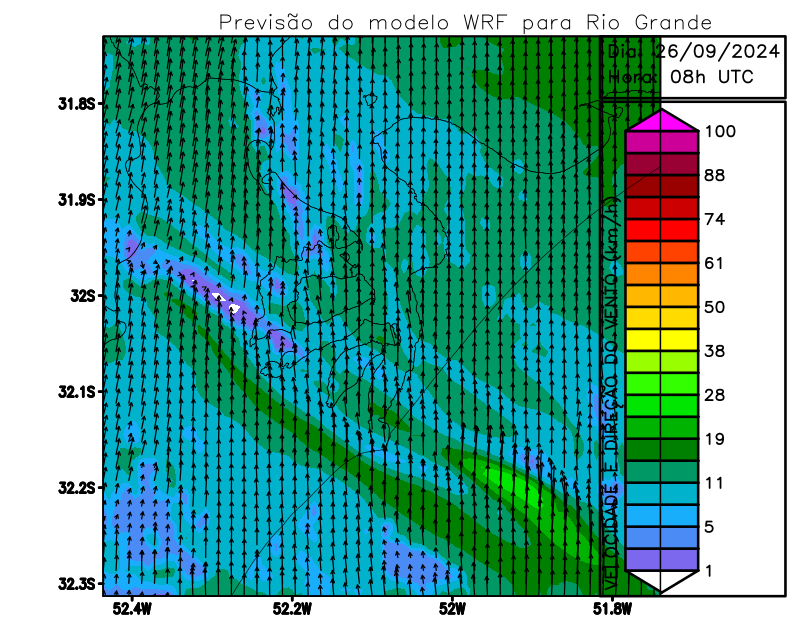 Previsão do modelo WRF para Rio Grande
Dia: 26/09/2024
Hora: 08h UTC
31.8S
31.9S
32S
32.1S
32.2S
32.3S
52.4W
52.2W
52W
51.8W
VELOCIDADE E DIREÇÃO DO VENTO (km/h)
100
88
74
61
50
38
28
19
11
5
1